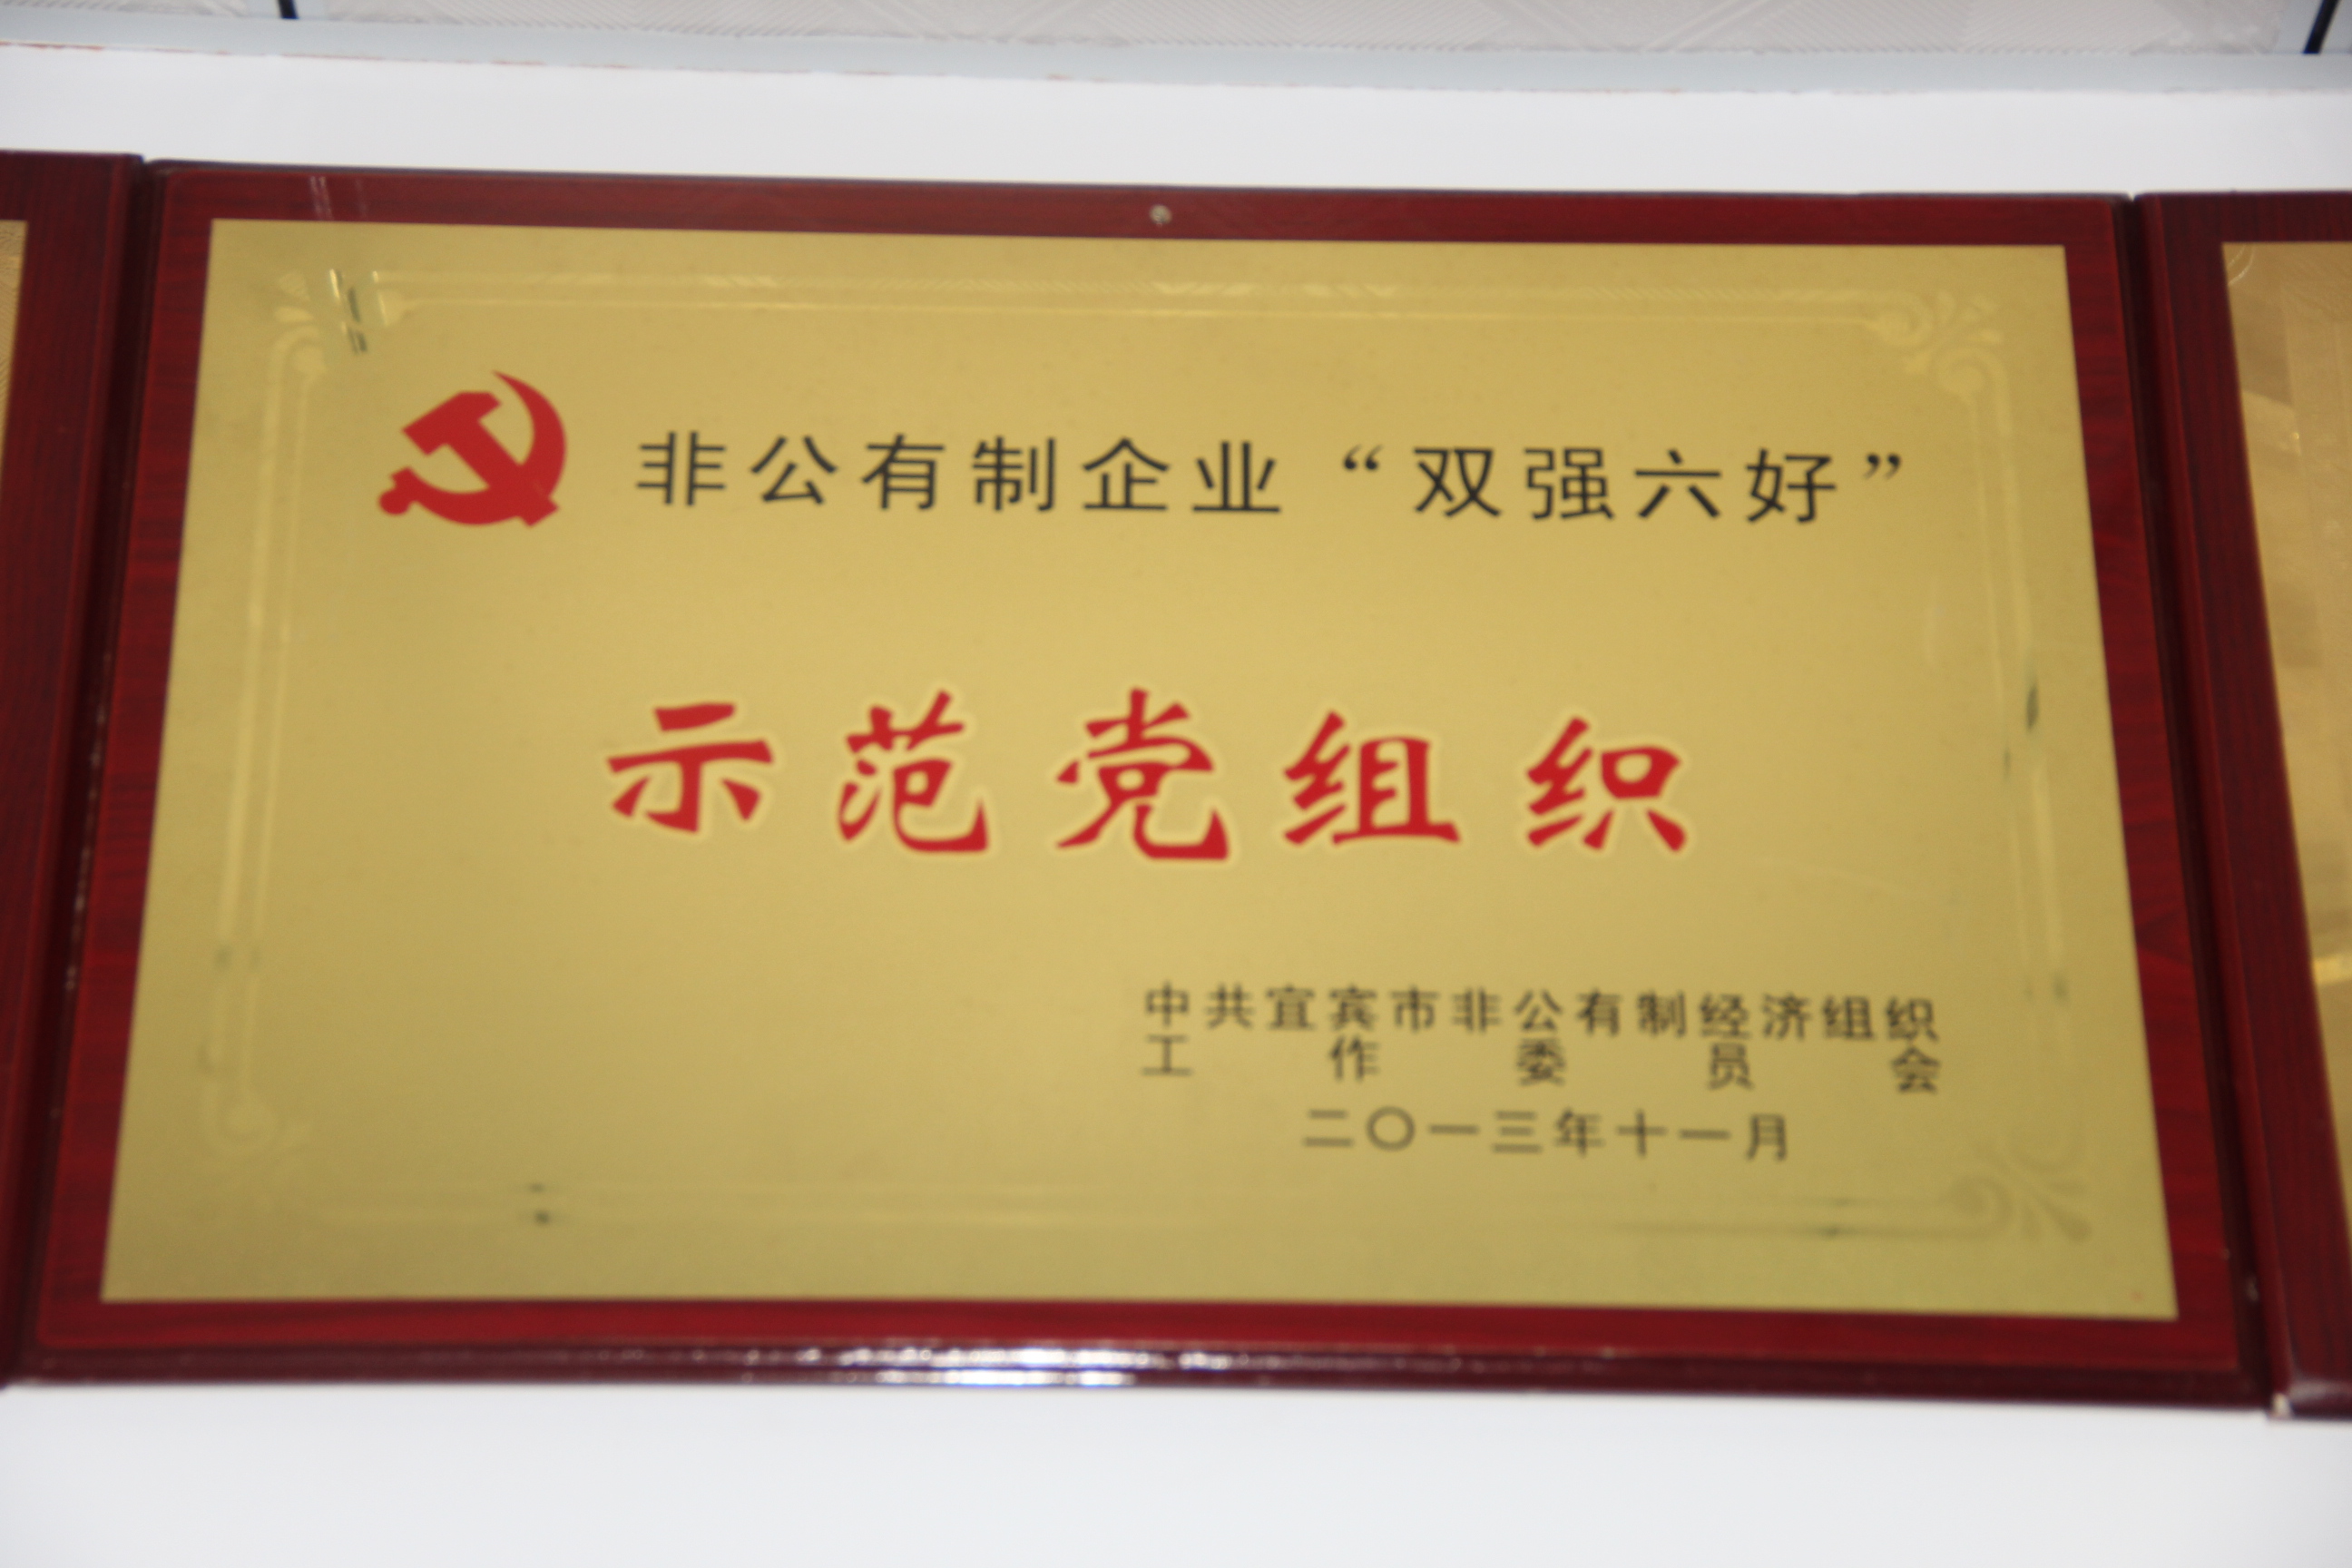 非公有制企业“双强六好”
示范党组织
中共宜宾市非公有制经济组织
工作委员会
二〇一三年十一月